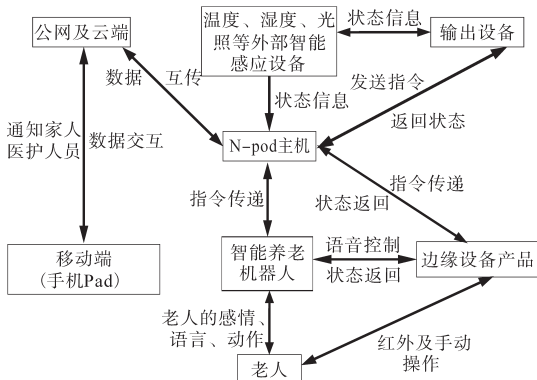 公网及云端
温度、湿度、光
照等外部智能
感应设备
状态信息
输出设备
数据
互传
状态信息
发送指令
返回状态
通知家人
医护人员
数据交互
N-pod主机
指令传递
指令传递
状态返回
移动端
(手机Pad)
智能养老
机器人
语音控制
状态返回
边缘设备产品
老人的感情、
语言、动作
红外及手动
操作
老人